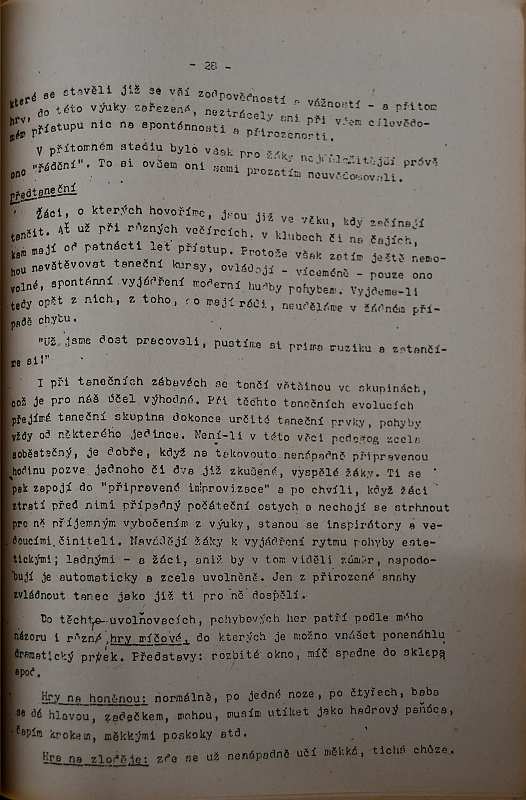 - 28 -
které se stavěli již se vší zodpovědností a vážností - a přitom
hrv, do této výuky zařezené, neztrácely ani při všem cílevědo-
mém přístupu nic na spontánnosti a přirozenosti.
V přítomném stadiu bylo však pro žáky nejdůležitější právě
ono "řádění". To si ovšem oni sami prozatím neuvědomovali.
Předtaneční
Žáci, o kterých hovoříme, jsou již ve věku, kdy začínají
tančit. Ať už při různých večírcích, v klubech či na čajích,
kam mají od patnácti let přístup. Protože však zatím ještě nemo-
hou navštěvovat taneční kursy, ovládají - víceméně - pouze ono
volné, spontánní vyjádření moderní hudby pohybem. Vyjdeme-li
tedy opět z nich, z toho, co mají rádi, neuděláme v žádném pří-
padě chybu.
"Už jsme dost pracovali, pustíme si prima muziku a zatančí-
me si!"
I při tanečních zábavách se tančí většinou ve skupinách,
což je pro náš účel výhodné. Při těchto tanečních evolucích
přejímá taneční skupina dokonce určité taneční prvky, pohyby
vždy od některého jedince. Není-li v této věci pedagog zcela
soběstačný, je dobře, když na takovouto nenápadně připravenou
hodinu pozve jednoho či dva již zkušené, vyspělé žáky. Ti se
pak zapojí do "připravené improvizace" a po chvíli, když žáci
ztratí před nimi případný počáteční ostych a nechají se strhnout
pro ně příjemným vybočením z výuky, stanou se inspirátory a ve-
doucími činiteli. Navádějí žáky k vyjádření rytmu pohyby este-
tickými; ladnými - a žáci, aniž by v tom viděli záměr, napodo-
bují je automaticky a zcela uvolněně. Jen z přirozené snahy
zvládnout tanec jako již ti pro ně dospělí.
Do těchto uvolňovacích, pohybových her patří podle mého
názoru i různé hry míčové, do kterých je možno vnášet ponenáhlu
dramatický prvek. Představy: rozbité okno, míč spadne do sklepa
apod.
Hry na honěnou: normálně, po jedné noze, po čtyřech, baba
se dá hlavou, zadečkem, nohou, musím utíket jako hadrový panáca,
čapím krokem, měkkými poskoky atd.
Hra na zloděje: zde se už nenápadně učí měkká, tichá chůze.